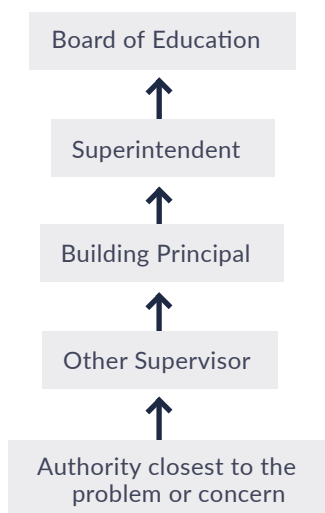 Board of Education
Superintendent
Building Principal
Other Supervisor
Authority closest to the
problem or concern